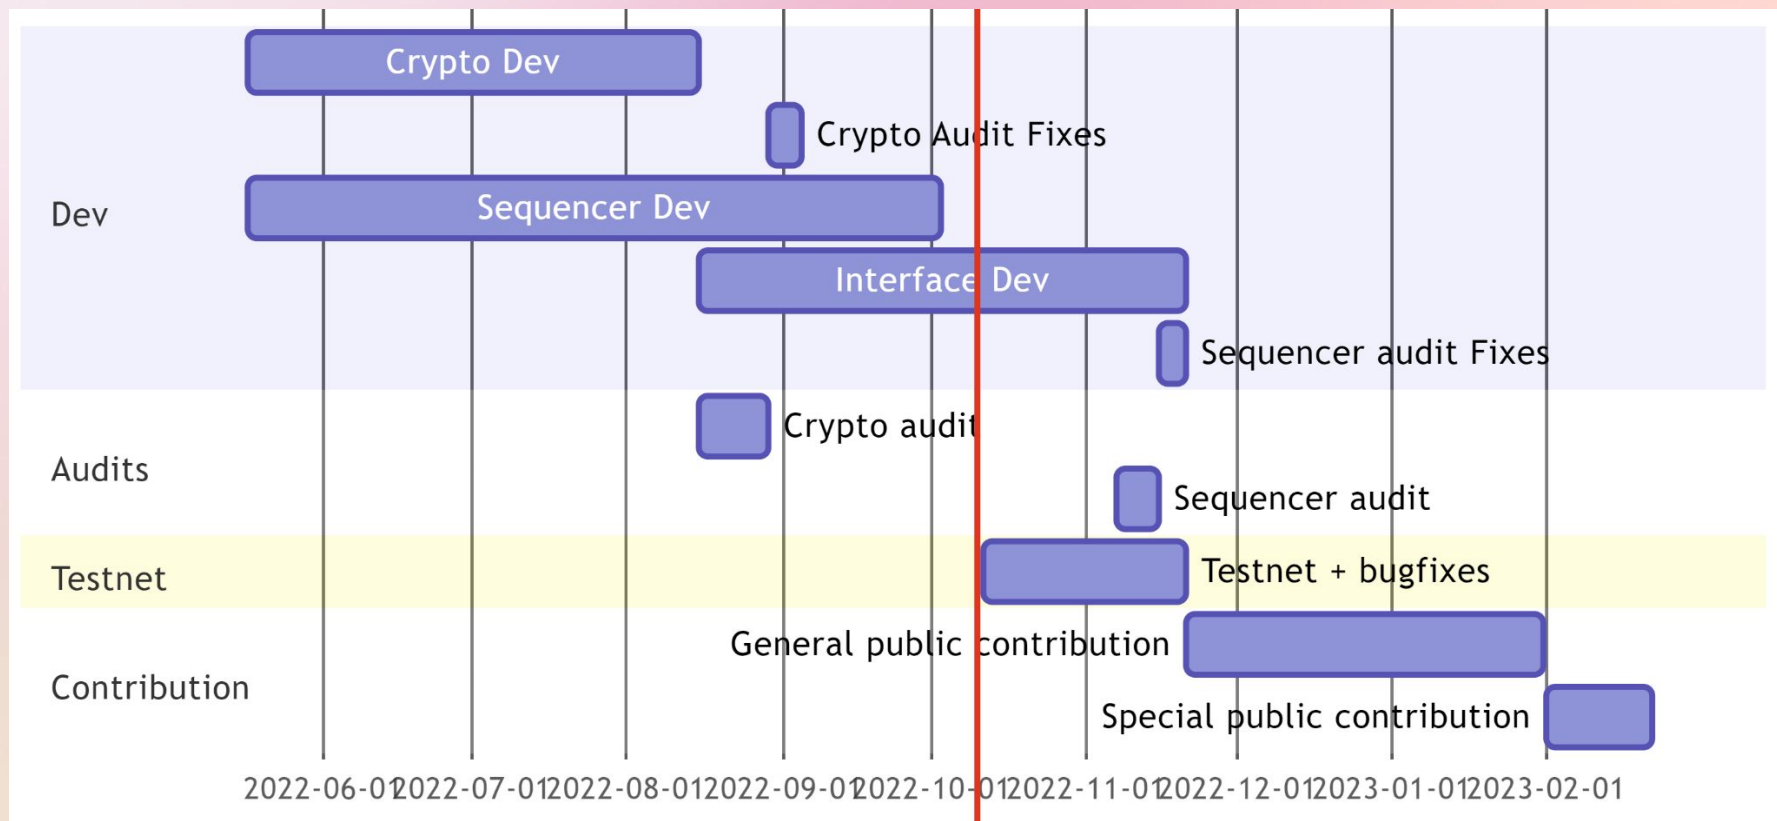 Crypto Dev
Crypto Audit Fixes
Dev
Sequencer Dev
Interface Dev
Sequencer audit Fixes
Audits
Crypto audit
Sequencer audit
Testnet
Testnet + bugfixes
Contribution
General public contribution
Special public contribution
2022-06-01 2022-07-01 2022-08-01 2022-09-01 2022-10-01 2022-11-01 2022-12-01 2023-01-01 2023-02-01